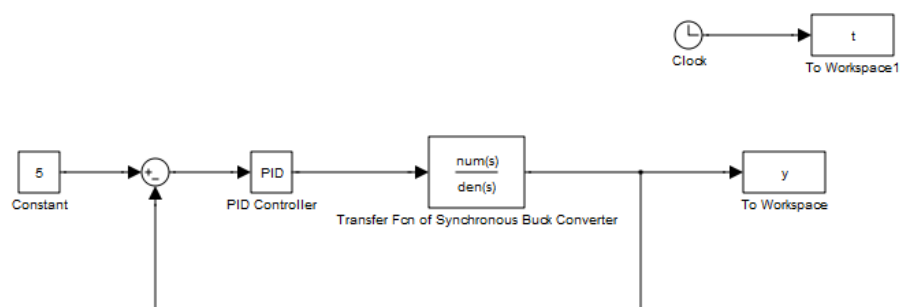 t
Clock
To Workspace1
5
+
-
PID
num(s)
den(s)
y
Constant
PID Controller
Transfer Fcn of Synchronous Buck Converter
To Workspace